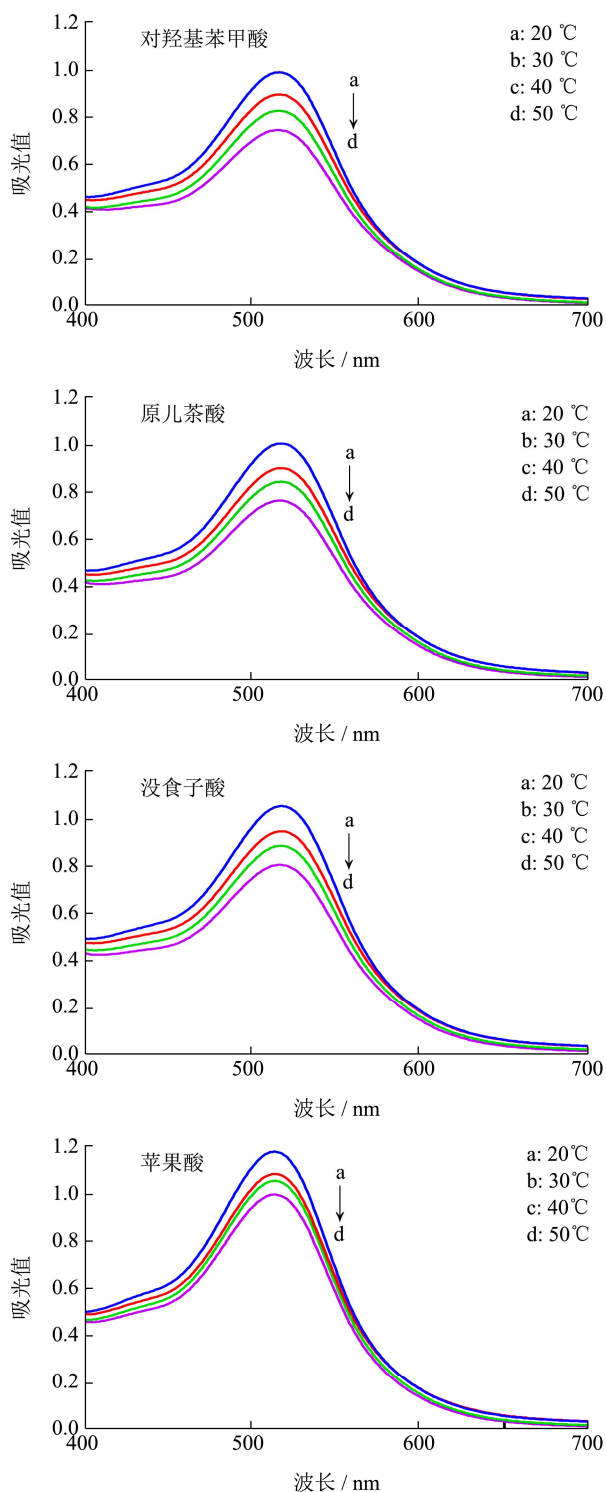 对羟基苯甲酸
a: 20 ℃
b: 30 ℃
c: 40 ℃
d: 50 ℃
a
d
1.2
1.0
0.8
0.6
0.4
0.2
0.0
吸光值
400 500 600 700
波长 / nm
原儿茶酸
a: 20 ℃
b: 30 ℃
c: 40 ℃
d: 50 ℃
a
d
1.2
1.0
0.8
0.6
0.4
0.2
0.0
吸光值
400 500 600 700
波长 / nm
没食子酸
a: 20 ℃
b: 30 ℃
c: 40 ℃
d: 50 ℃
a
d
1.2
1.0
0.8
0.6
0.4
0.2
0.0
吸光值
400 500 600 700
波长 / nm
苹果酸
a: 20℃
b: 30℃
c: 40℃
d: 50℃
a
d
1.2
1.0
0.8
0.6
0.4
0.2
0.0
吸光值
400 500 600 700
波长 / nm